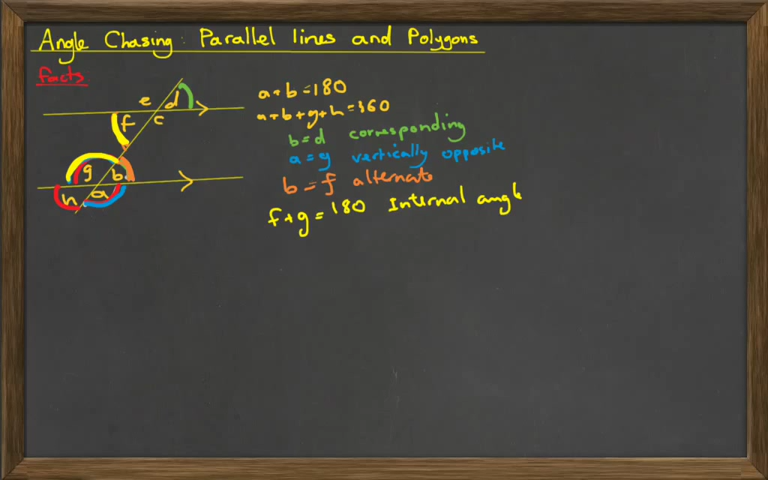 Angle Chasing: Parallel lines and Polygons
facts
e d
f c
g b
h a
a+b=180
a+b+g+h=360
b=d corresponding
a=g vertically opposite
b=f alternate
f+g=180 Internal angle